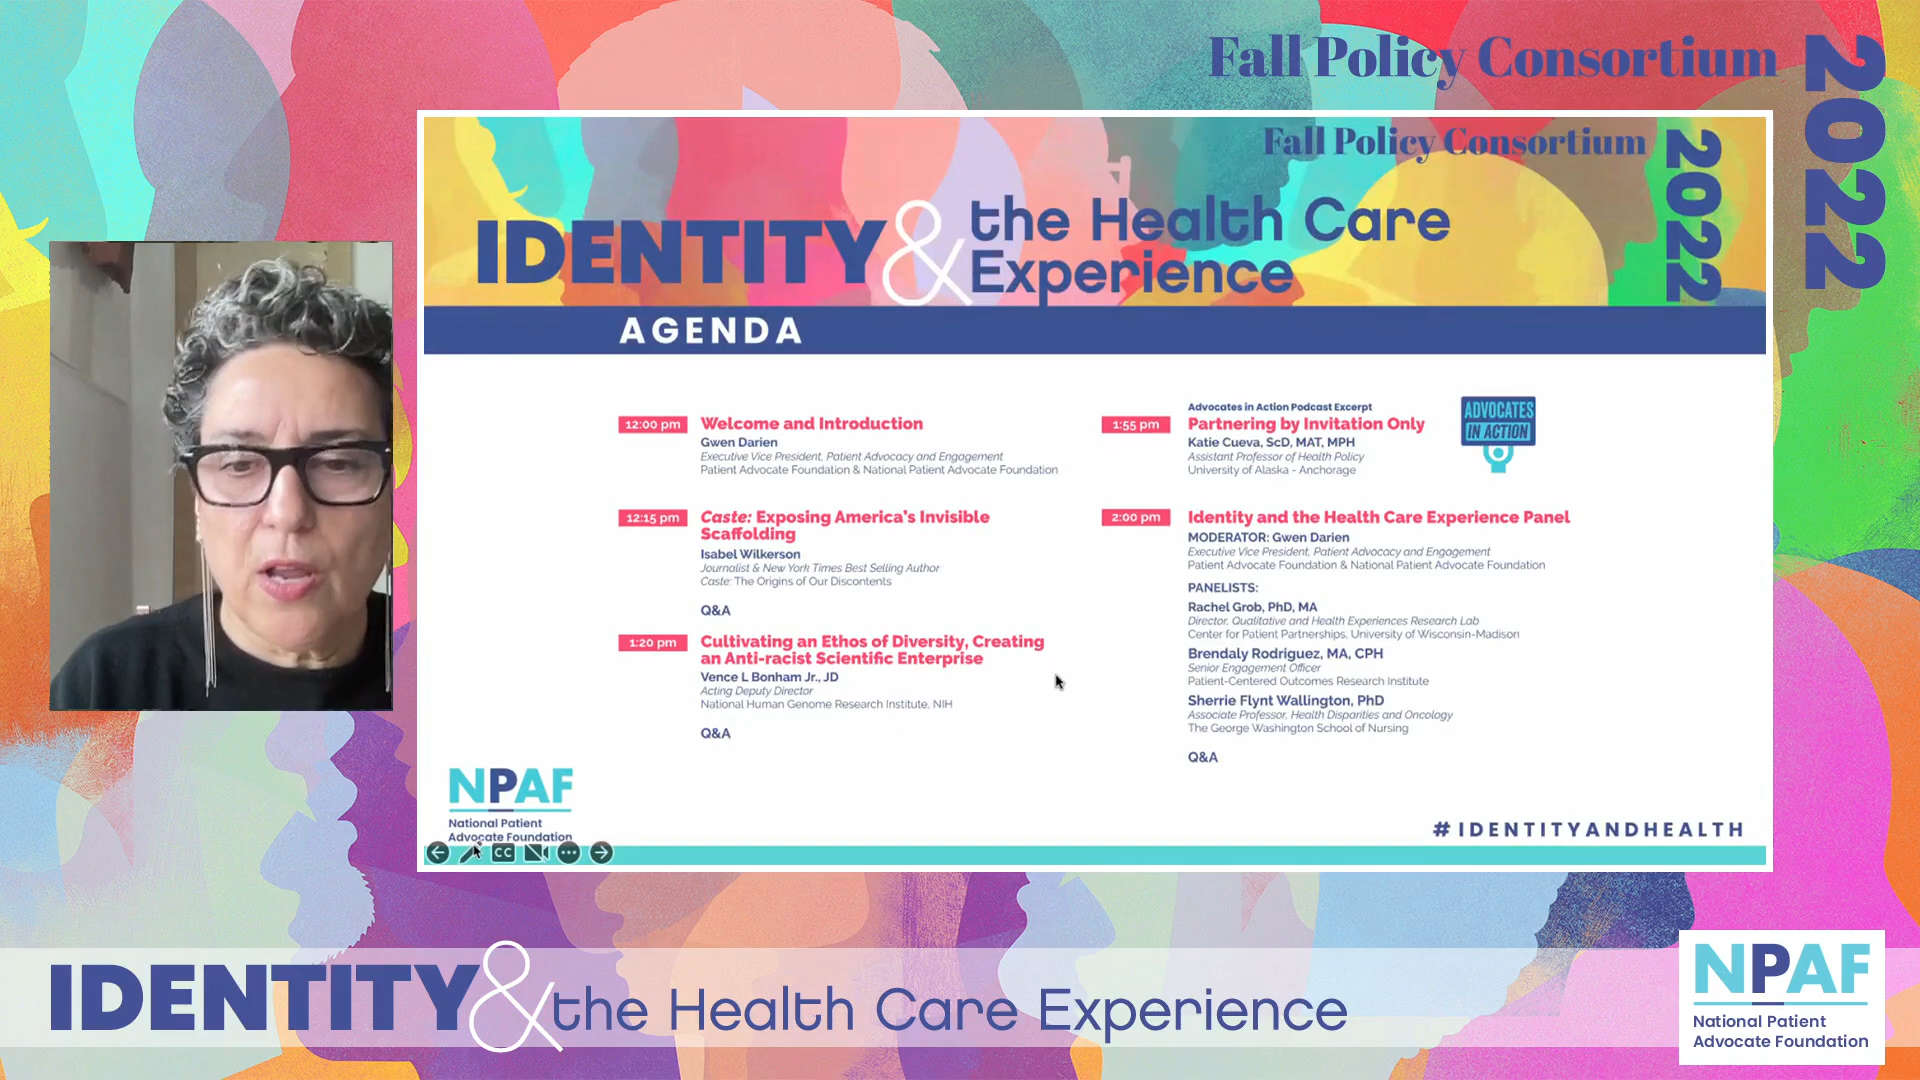 Fall Policy Consortium
2022
Fall Policy Consortium
2022
IDENTITY & the Health Care
Experience
AGENDA
12:00 pm
Welcome and Introduction
Gwen Darien
Executive Vice President, Patient Advocacy and Engagement
Patient Advocate Foundation & National Patient Advocate Foundation
12:15 pm
Caste: Exposing America's Invisible
Scaffolding
Isabel Wilkerson
Journalist & New York Times Best Selling Author
Caste: The Origins of Our Discontents
Q&A
1:20 pm
Cultivating an Ethos of Diversity, Creating
an Anti-racist Scientific Enterprise
Vence L Bonham Jr., JD
Acting Deputy Director
National Human Genome Research Institute, NIH
Q&A
1:55 pm
Advocates in Action Podcast Excerpt
Partnering by Invitation Only
Katie Cueva, ScD, MAT, MPH
Assistant Professor of Health Policy
University of Alaska - Anchorage
ADVOCATES
IN ACTION
2:00 pm
Identity and the Health Care Experience Panel
MODERATOR: Gwen Darien
Executive Vice President, Patient Advocacy and Engagement
Patient Advocate Foundation & National Patient Advocate Foundation
PANELISTS:
Rachel Grob, PhD, MA
Director, Qualitative and Health Experiences Research Lab
Center for Patient Partnerships, University of Wisconsin-Madison
Brendaly Rodriguez, MA, CPH
Senior Engagement Officer
Patient-Centered Outcomes Research Institute
Sherrie Flynt Wallington, PhD
Associate Professor, Health Disparities and Oncology
The George Washington School of Nursing
Q&A
NPAF
National Patient
Advocate Foundation
CC
#IDENTITYANDHEALTH
IDENTITY & the Health Care Experience
NPAF
National Patient
Advocate Foundation